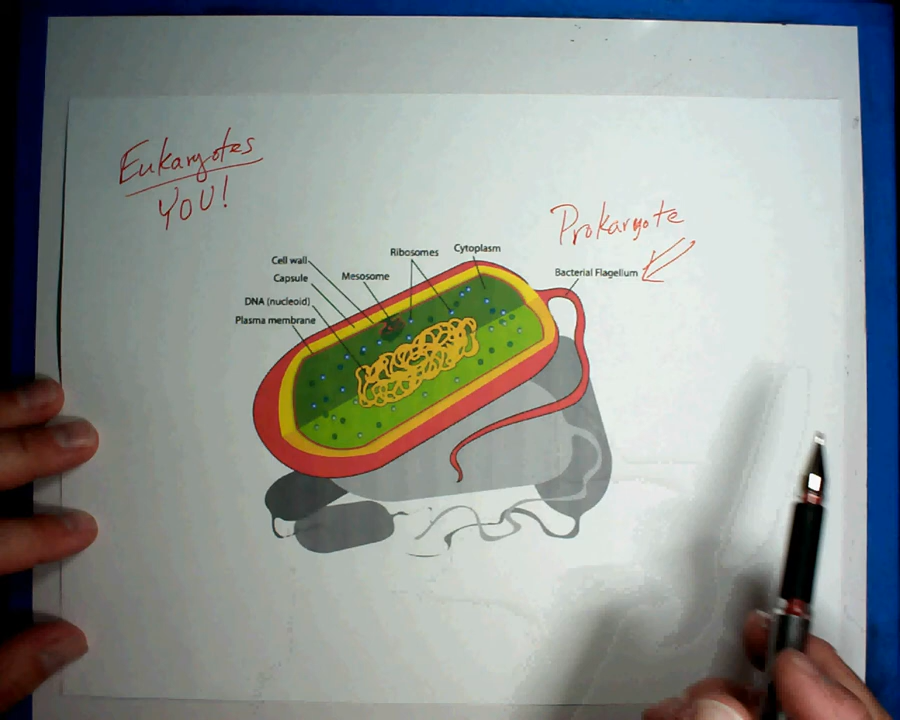 Eukaryotes
YOU!
Prokaryote
Cell wall
Capsule
Mesosome
Ribosomes
Cytoplasm
Bacterial Flagellum
DNA (nucleoid)
Plasma membrane